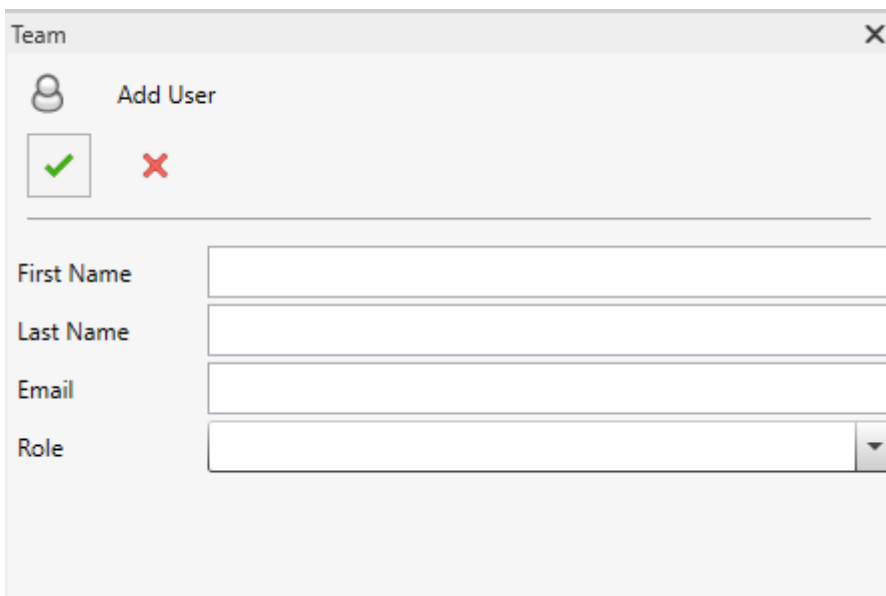 Team
Add User
First Name
Last Name
Email
Role